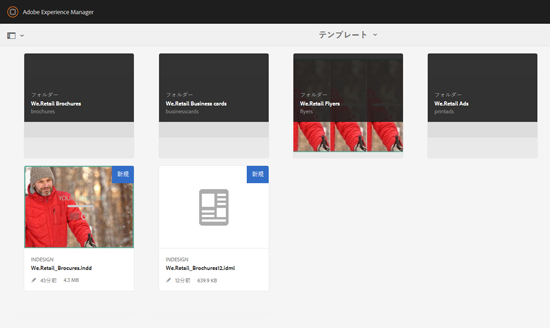 Adobe Experience Manager
テンプレート
フォルダー
We.Retail Brochures
brochures
フォルダー
We.Retail Business cards
businesscards
フォルダー
We.Retail Flyers
flyers
フォルダー
We.Retail Ads
printads
新規
YOUR
INDESIGN
We.Retail_Brocures.indd
43分前 4.3 MB
新規
INDESIGN
We.Retail_Brochures12.idml
12分前 639.9 KB